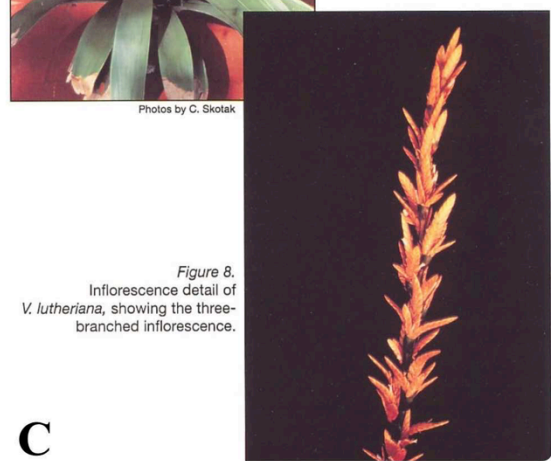 Photos by C. Skotak
Figure 8.
Inflorescence detail of
V. lutheriana, showing the three-
branched inflorescence.
C